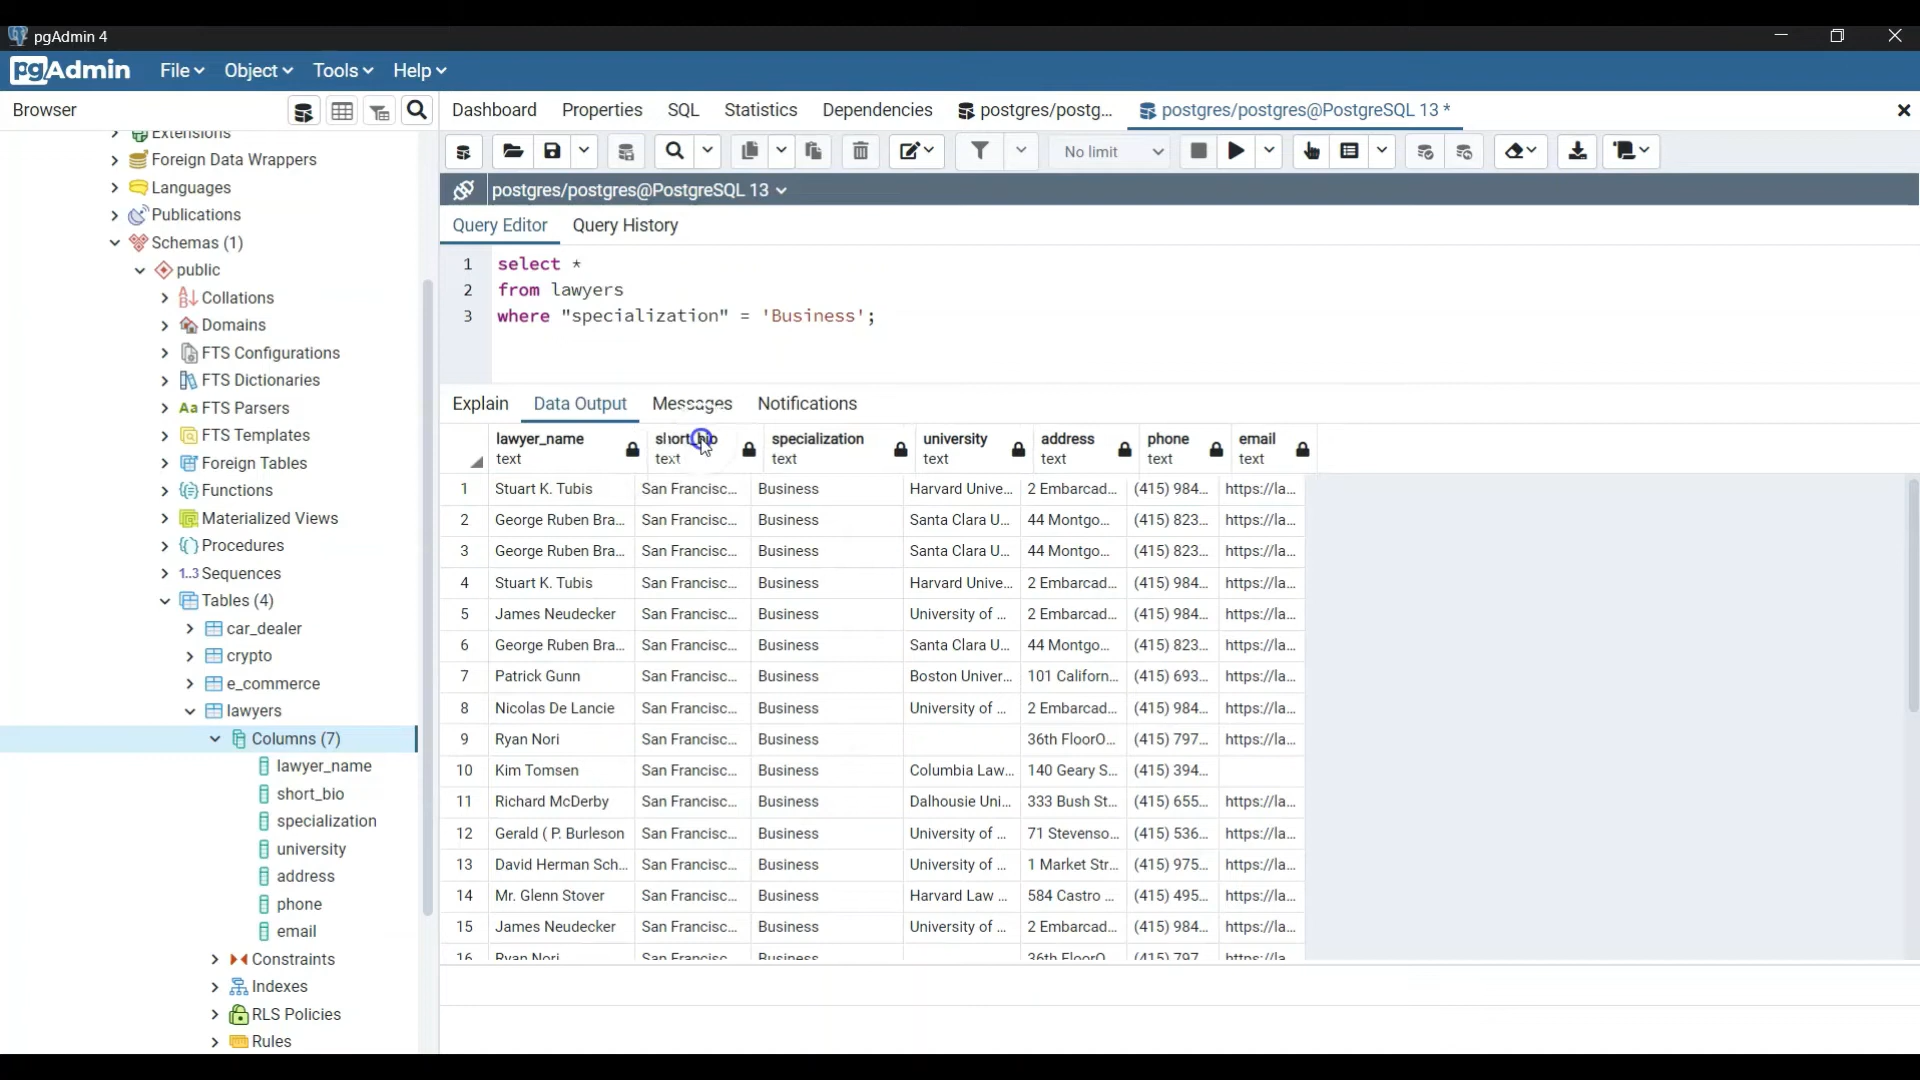 pgAdmin 4
pgAdmin File Object Tools Help
Browser
Dashboard Properties SQL Statistics Dependencies postgres/postg... postgres/postgres@PostgreSQL 13 *
No limit
postgres/postgres@PostgreSQL 13
Query Editor Query History
1 select *
2 from lawyers
3 where "specialization" = 'Business';
Extensions
Foreign Data Wrappers
Languages
Publications
Schemas (1)
public
Collations
Domains
FTS Configurations
FTS Dictionaries
Aa FTS Parsers
FTS Templates
Foreign Tables
Functions
Materialized Views
Procedures
1..3 Sequences
Tables (4)
car_dealer
crypto
e_commerce
lawyers
Columns (7)
lawyer_name
short_bio
specialization
university
address
phone
email
Constraints
Indexes
RLS Policies
Rules
Explain Data Output Messages Notifications
lawyer_name short_bio specialization university address phone email
text text text text text text text
1 Stuart K. Tubis San Francisc... Business Harvard Unive... 2 Embarcad... (415) 984... https://la...
2 George Ruben Bra... San Francisc... Business Santa Clara U... 44 Montgo... (415) 823... https://la...
3 George Ruben Bra... San Francisc... Business Santa Clara U... 44 Montgo... (415) 823... https://la...
4 Stuart K. Tubis San Francisc... Business Harvard Unive... 2 Embarcad... (415) 984... https://la...
5 James Neudecker San Francisc... Business University of ... 2 Embarcad... (415) 984... https://la...
6 George Ruben Bra... San Francisc... Business Santa Clara U... 44 Montgo... (415) 823... https://la...
7 Patrick Gunn San Francisc... Business Boston Univer... 101 Californ... (415) 693... https://la...
8 Nicolas De Lancie San Francisc... Business University of ... 2 Embarcad... (415) 984... https://la...
9 Ryan Nori San Francisc... Business 36th FloorO... (415) 797... https://la...
10 Kim Tomsen San Francisc... Business Columbia Law... 140 Geary S... (415) 394...
11 Richard McDerby San Francisc... Business Dalhousie Uni... 333 Bush St... (415) 655... https://la...
12 Gerald ( P. Burleson San Francisc... Business University of ... 71 Stevenso... (415) 536... https://la...
13 David Herman Sch... San Francisc... Business University of ... 1 Market Str... (415) 975... https://la...
14 Mr. Glenn Stover San Francisc... Business Harvard Law ... 584 Castro ... (415) 495... https://la...
15 James Neudecker San Francisc... Business University of ... 2 Embarcad... (415) 984... https://la...
16 Ryan Nori San Francisc... Business 36th FloorO... (415) 797... https://la...